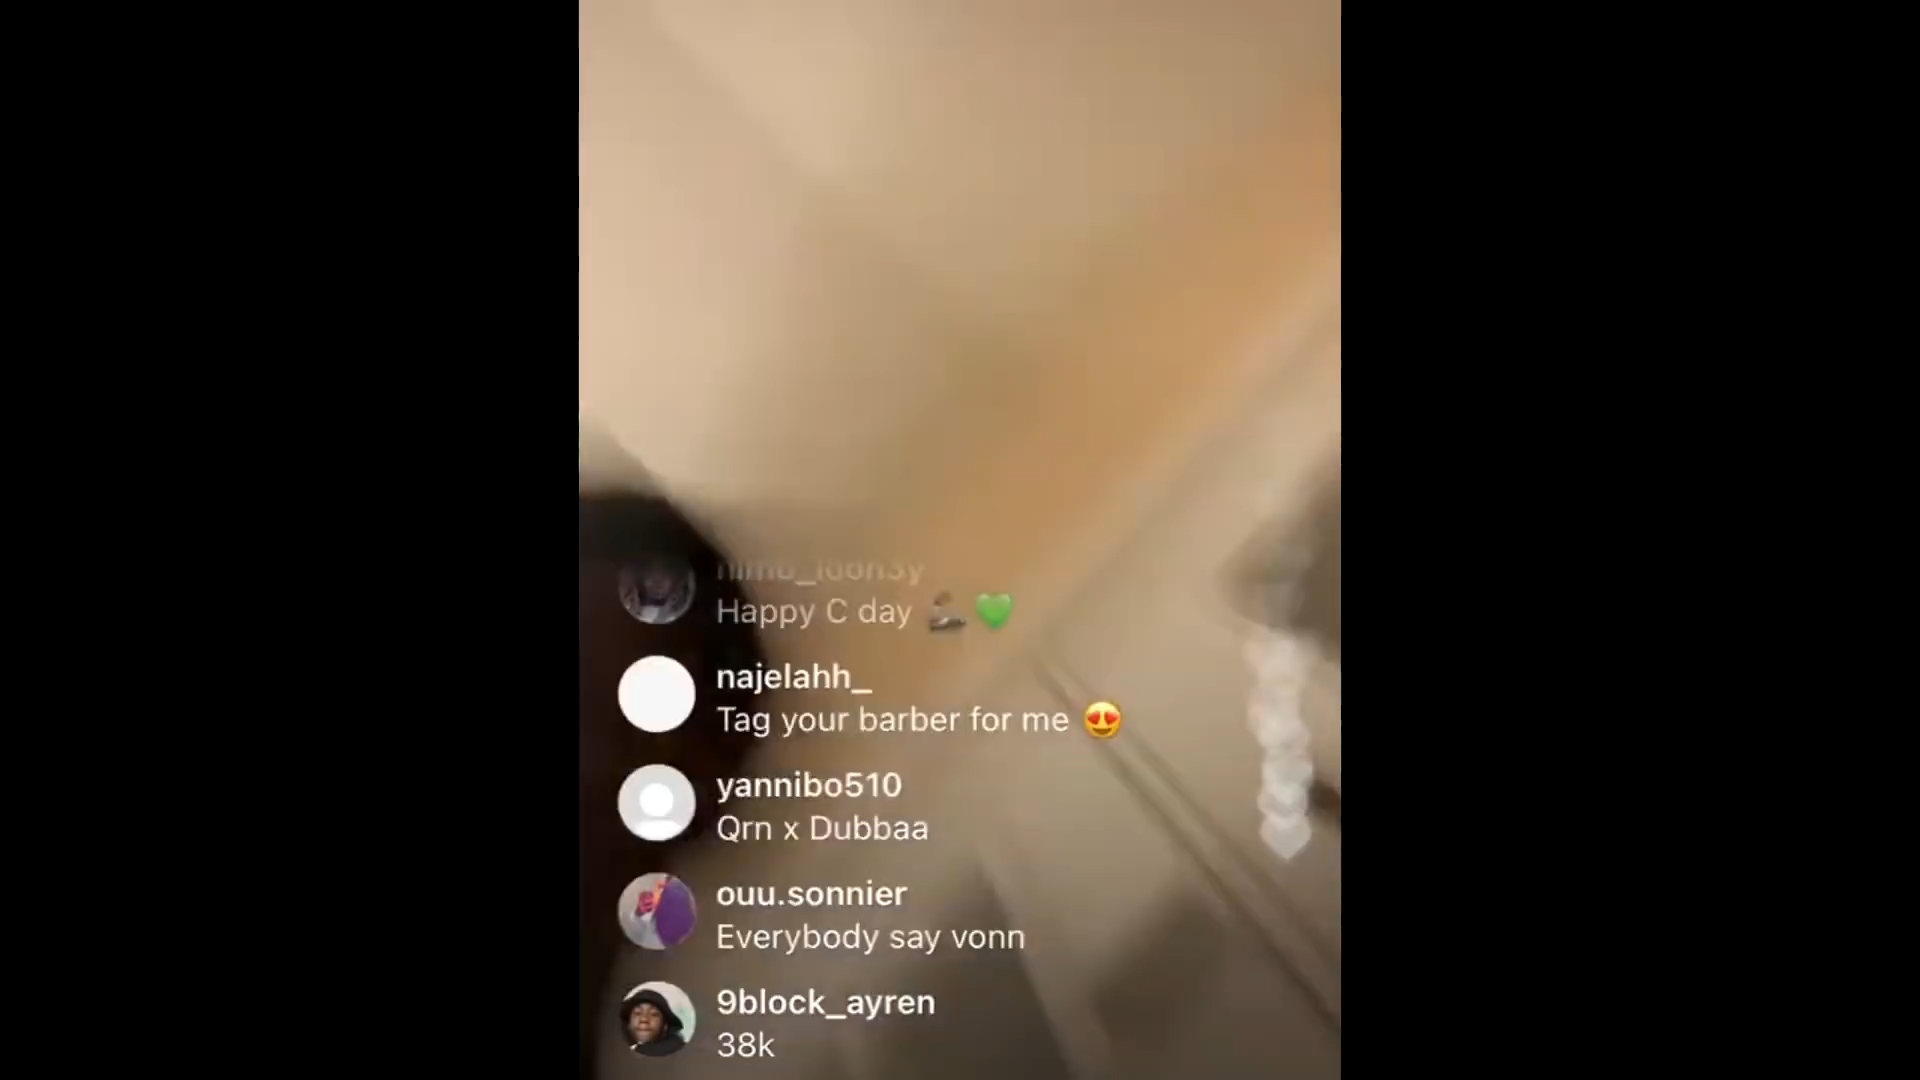 Happy C day 💚
najelahh_
Tag your barber for me 😍
yannibo510
Qrn x Dubbaa
ouu.sonnier
Everybody say vonn
9block_ayren
38k